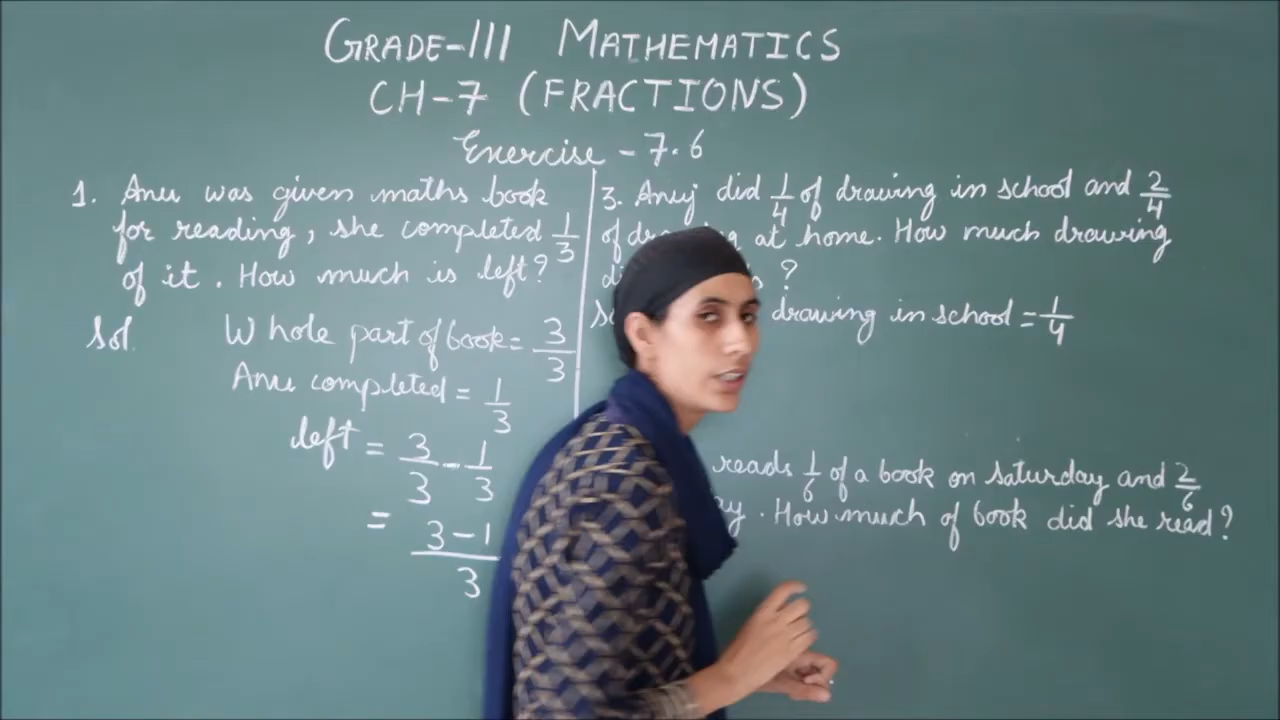 GRADE-III MATHEMATICS
CH-7 (FRACTIONS)
Exercise - 7.6
1. Anu was given maths book
for reading, she completed 1/3
of it. How much is left?
Sol. Whole part of book = 3/3
Anu completed = 1/3
left = 3/3 - 1/3
= 3-1/3
3. Anuj did 1/4 of drawing in school and 2/4
of at home. How much drawing
?
drawing in school = 1/4
reads 1/6 of a book on saturday and 2/6
. How much of book did she read?